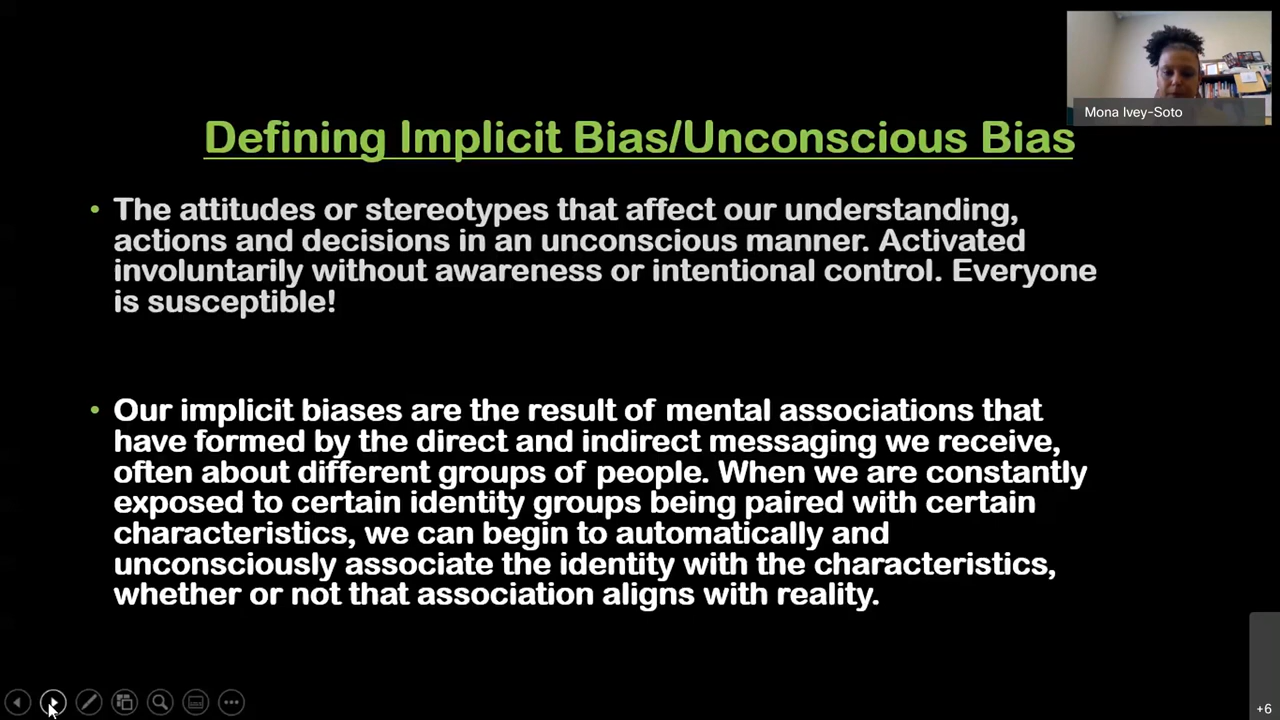 Mona Ivey-Soto
Defining Implicit Bias/Unconscious Bias
• The attitudes or stereotypes that affect our understanding,
actions and decisions in an unconscious manner. Activated
involuntarily without awareness or intentional control. Everyone
is susceptible!
• Our implicit biases are the result of mental associations that
have formed by the direct and indirect messaging we receive,
often about different groups of people. When we are constantly
exposed to certain identity groups being paired with certain
characteristics, we can begin to automatically and
unconsciously associate the identity with the characteristics,
whether or not that association aligns with reality.
+6